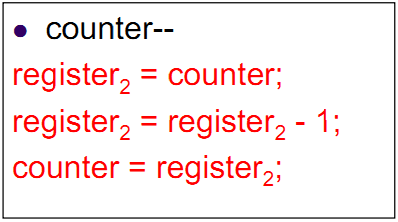 • counter--
register₂ = counter;
register₂ = register₂ - 1;
counter = register₂;